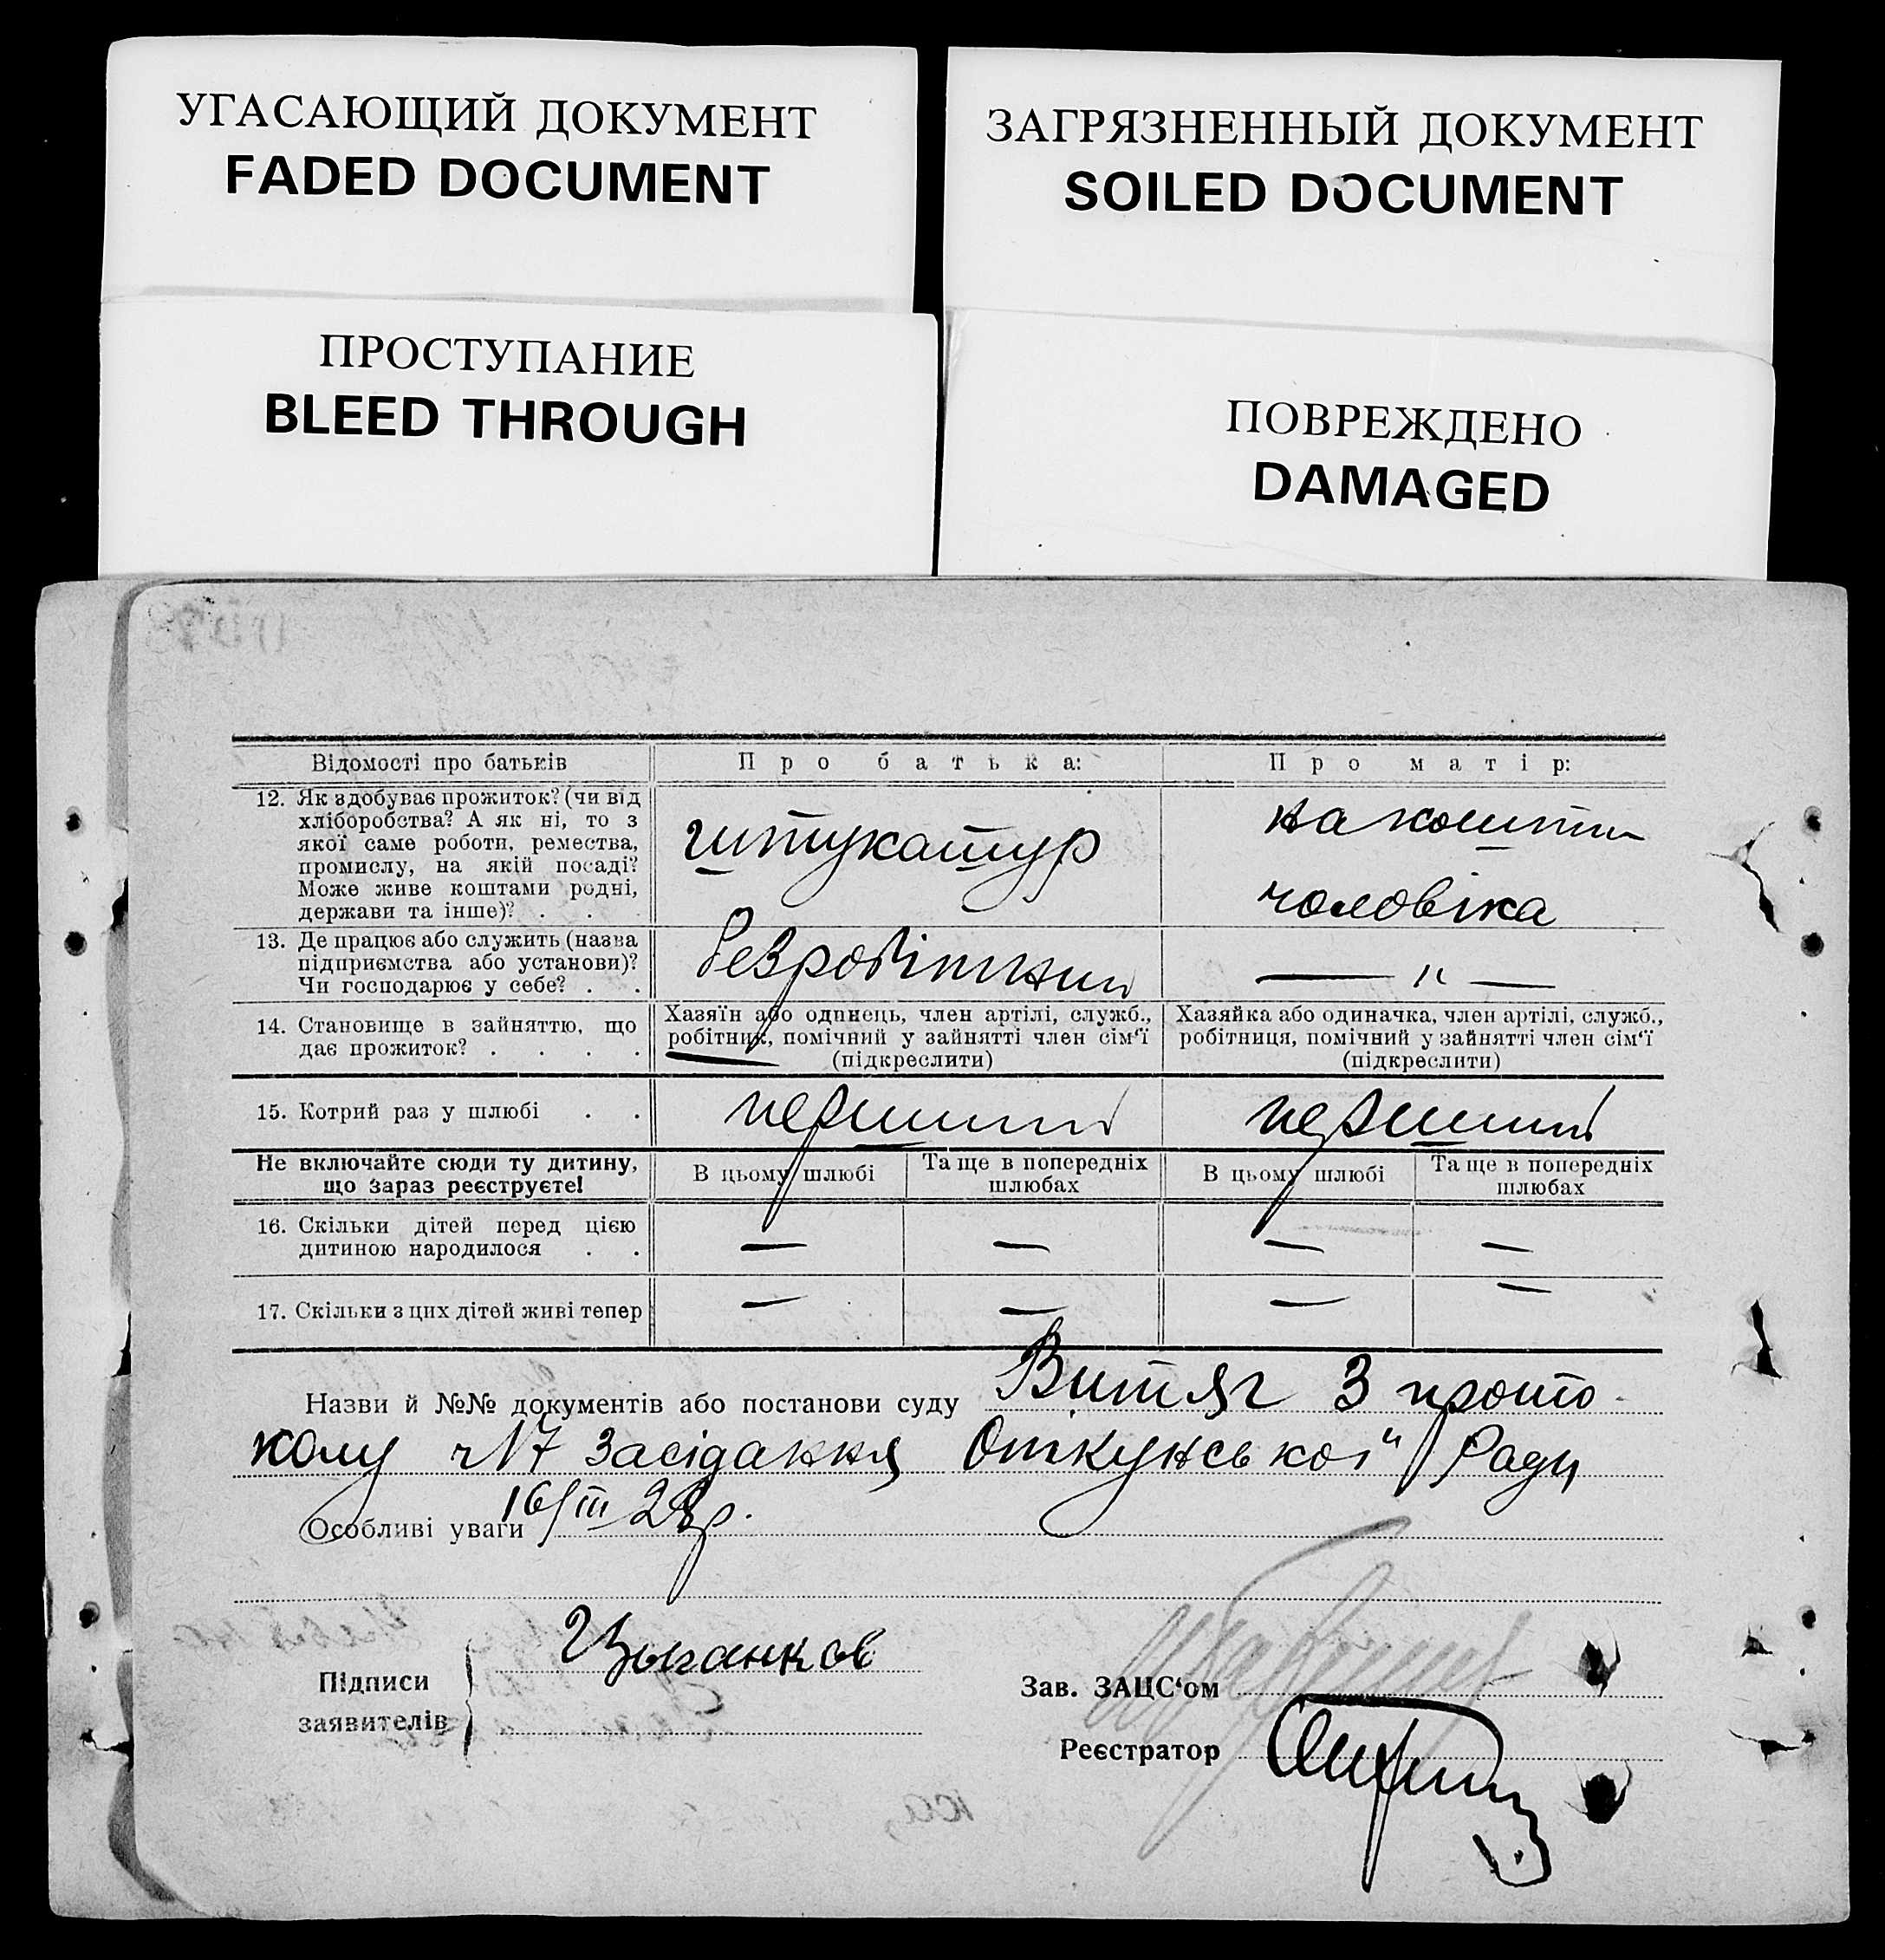 УГАСАЮЩИЙ ДОКУМЕНТ
FADED DOCUMENT
ЗАГРЯЗНЕННЫЙ ДОКУМЕНТ
SOILED DOCUMENT
ПРОСТУПАНИЕ
BLEED THROUGH
ПОВРЕЖДЕНО
DAMAGED
Відомості про батьків
Про батька:
Про матір:
12. Як здобуває прожиток? (чи від
хліборобства? А як ні, то з
якої саме роботи, ремества,
промислу, на якій посаді?
Може живе коштами родні,
держави та інше)? . .
штукатур
на кошти
чоловіка
13. Де працює або служить (назва
підприємства або установи)?
Чи господарює у себе? . .
безробітний
— " —
14. Становище в зайняттю, що
дає прожиток? . . . .
Хазяїн або одинець, член артілі, служб.,
робітник, помічний у зайнятті член сім'ї
(підкреслити)
Хазяйка або одиначка, член артілі, служб.,
робітниця, помічний у зайнятті член сім'ї
(підкреслити)
15. Котрий раз у шлюбі . .
перший
перший
Не включайте сюди ту дитину,
що зараз реєструєте!
В цьому шлюбі
Та ще в попередніх
шлюбах
В цьому шлюбі
Та ще в попередніх
шлюбах
16. Скільки дітей перед цією
дитиною народилося . .
— — — —
17. Скільки з цих дітей живі тепер
— — — —
Назви й №№ документів або постанови суду Витяг з прото-
колу ч17 засідання Опікунської Ради
16/III 28р.
Особливі уваги
Підписи
заявителів
Цыганков
Зав. ЗАЦС'ом
Реєстратор